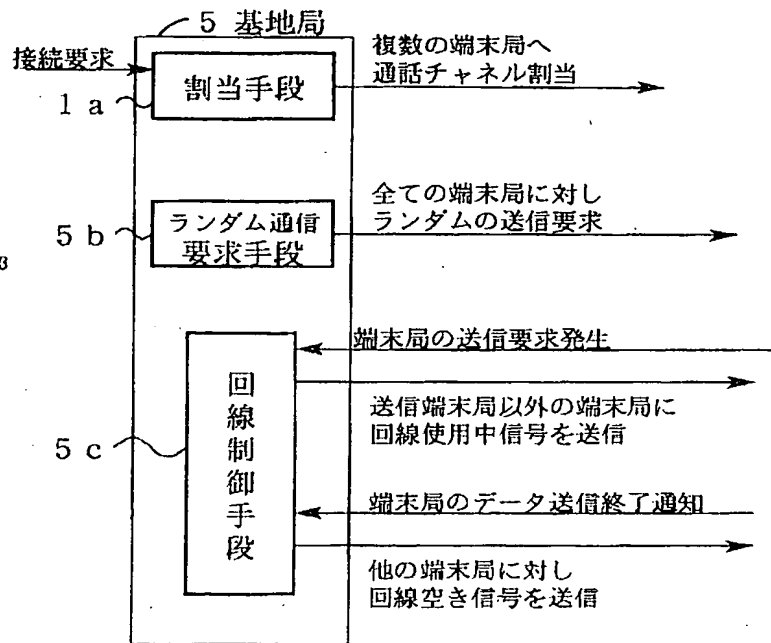 5 基地局
接続要求
1a
割当手段
複数の端末局へ
通話チャネル割当
5b
ランダム通信
要求手段
全ての端末局に対し
ランダムの送信要求
5c
回線制御手段
端末局の送信要求発生
送信端末局以外の端末局に
回線使用中信号を送信
端末局のデータ送信終了通知
他の端末局に対し
回線空き信号を送信